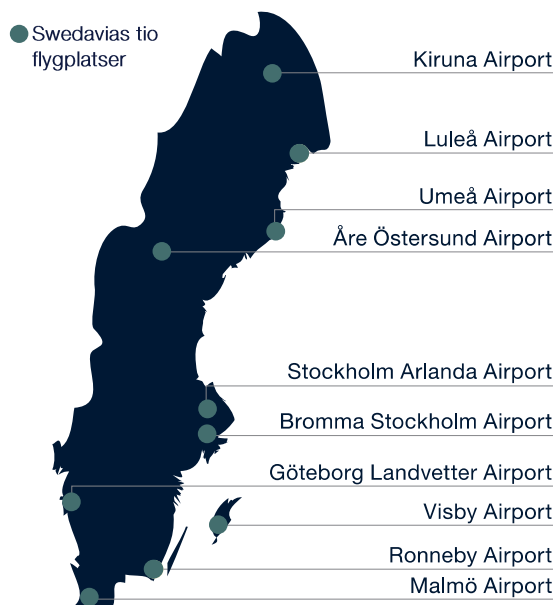 Swedavias tio
flygplatser
Kiruna Airport
Luleå Airport
Umeå Airport
Åre Östersund Airport
Stockholm Arlanda Airport
Bromma Stockholm Airport
Göteborg Landvetter Airport
Visby Airport
Ronneby Airport
Malmö Airport